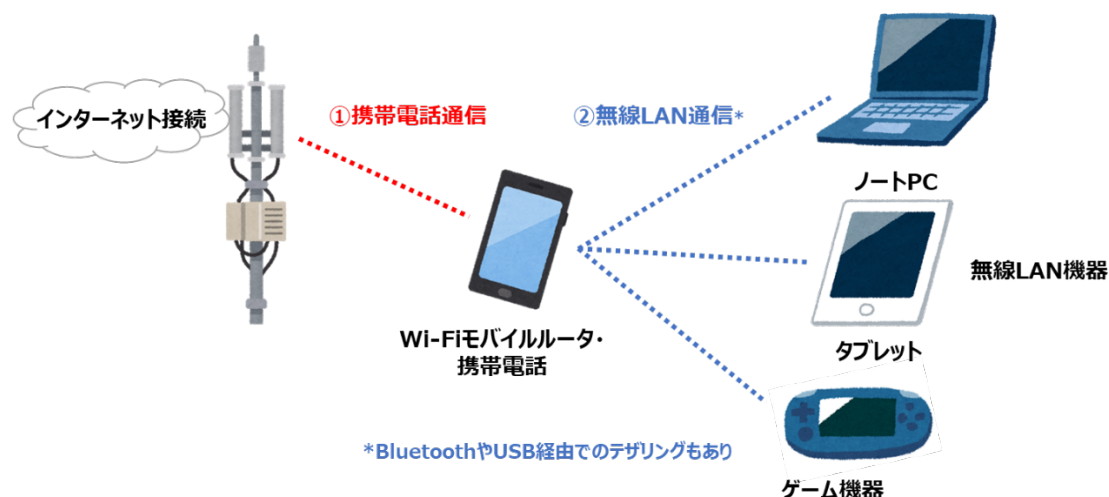 インターネット接続
①携帯電話通信
②無線LAN通信*
ノートPC
無線LAN機器
Wi-Fiモバイルルータ・
携帯電話
タブレット
*BluetoothやUSB経由でのテザリングもあり
ゲーム機器